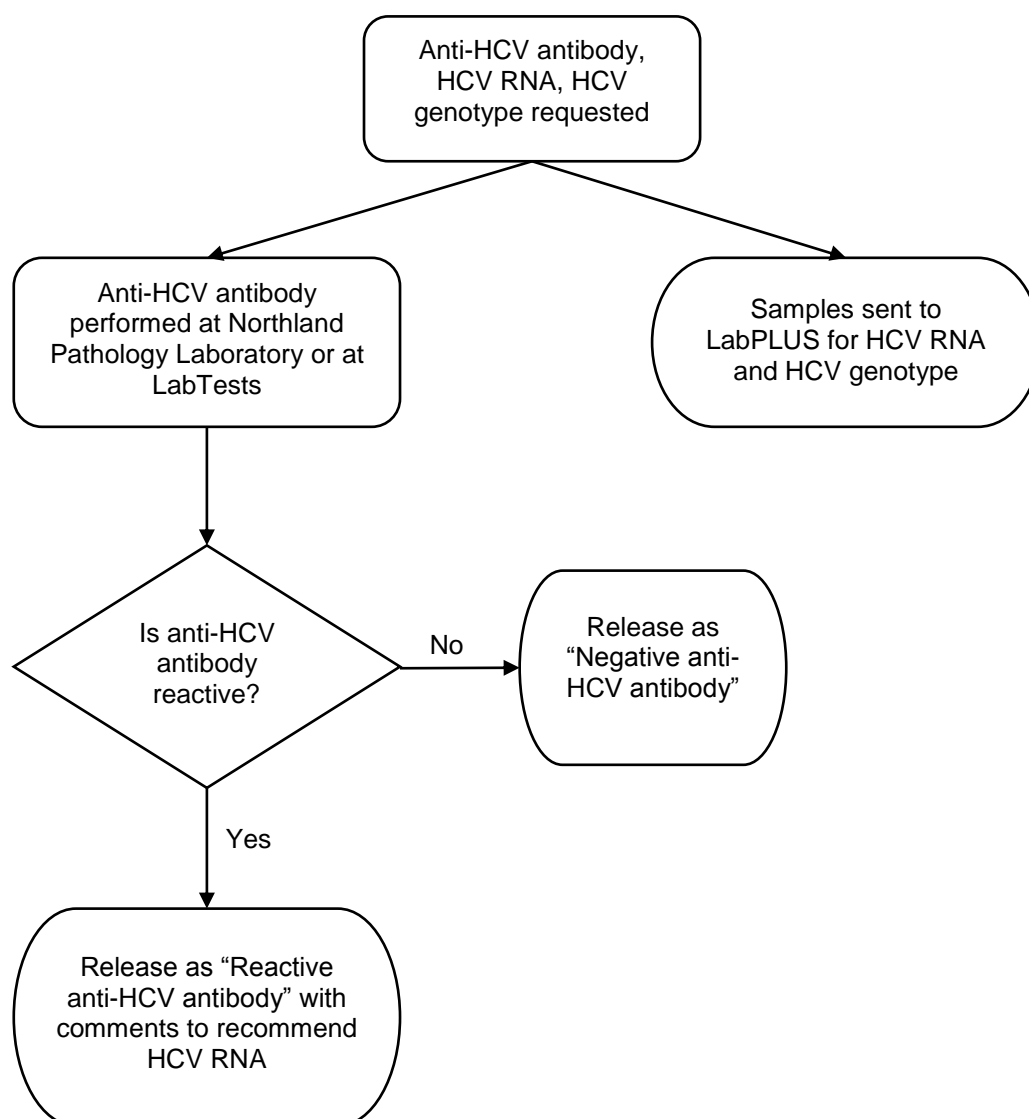 Anti-HCV antibody,
HCV RNA, HCV
genotype requested
Anti-HCV antibody
performed at Northland
Pathology Laboratory or at
LabTests
Samples sent to
LabPLUS for HCV RNA
and HCV genotype
Is anti-HCV
antibody
reactive?
No
Release as
“Negative anti-
HCV antibody”
Yes
Release as “Reactive
anti-HCV antibody” with
comments to recommend
HCV RNA